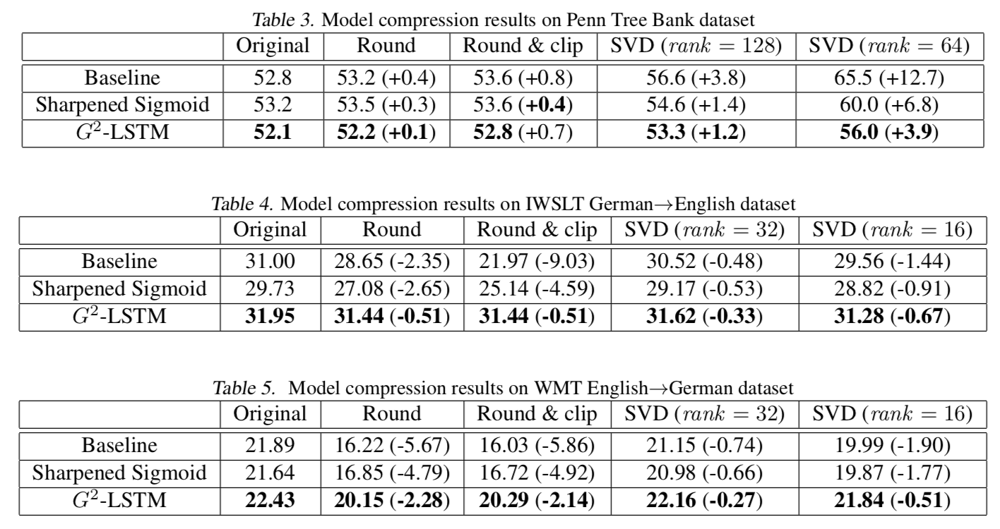 Table 3. Model compression results on Penn Tree Bank dataset
Original Round Round & clip SVD (rank = 128) SVD (rank = 64)
Baseline 52.8 53.2 (+0.4) 53.6 (+0.8) 56.6 (+3.8) 65.5 (+12.7)
Sharpened Sigmoid 53.2 53.5 (+0.3) 53.6 (+0.4) 54.6 (+1.4) 60.0 (+6.8)
G²-LSTM 52.1 52.2 (+0.1) 52.8 (+0.7) 53.3 (+1.2) 56.0 (+3.9)
Table 4. Model compression results on IWSLT German→English dataset
Original Round Round & clip SVD (rank = 32) SVD (rank = 16)
Baseline 31.00 28.65 (-2.35) 21.97 (-9.03) 30.52 (-0.48) 29.56 (-1.44)
Sharpened Sigmoid 29.73 27.08 (-2.65) 25.14 (-4.59) 29.17 (-0.53) 28.82 (-0.91)
G²-LSTM 31.95 31.44 (-0.51) 31.44 (-0.51) 31.62 (-0.33) 31.28 (-0.67)
Table 5. Model compression results on WMT English→German dataset
Original Round Round & clip SVD (rank = 32) SVD (rank = 16)
Baseline 21.89 16.22 (-5.67) 16.03 (-5.86) 21.15 (-0.74) 19.99 (-1.90)
Sharpened Sigmoid 21.64 16.85 (-4.79) 16.72 (-4.92) 20.98 (-0.66) 19.87 (-1.77)
G²-LSTM 22.43 20.15 (-2.28) 20.29 (-2.14) 22.16 (-0.27) 21.84 (-0.51)